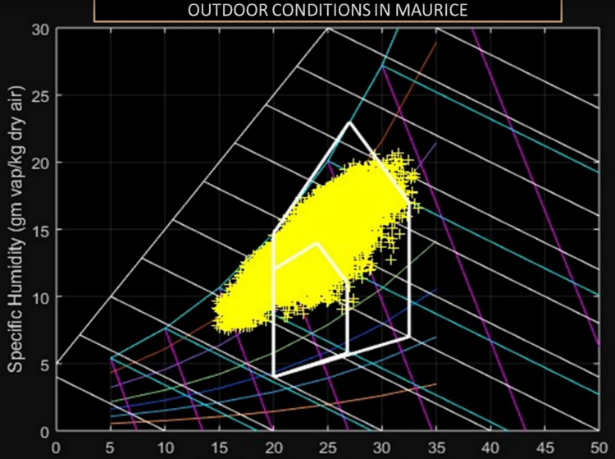 OUTDOOR CONDITIONS IN MAURICE
Specific Humidity (gm vap/kg dry air)
30
25
20
15
10
5
0
0 5 10 15 20 25 30 35 40 45 50